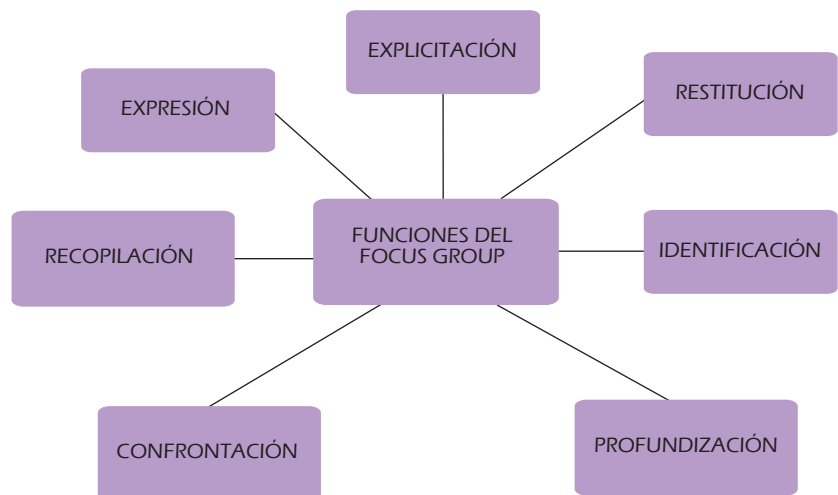 EXPLICITACIÓN
EXPRESIÓN
RESTITUCIÓN
RECOPILACIÓN
FUNCIONES DEL
FOCUS GROUP
IDENTIFICACIÓN
CONFRONTACIÓN
PROFUNDIZACIÓN